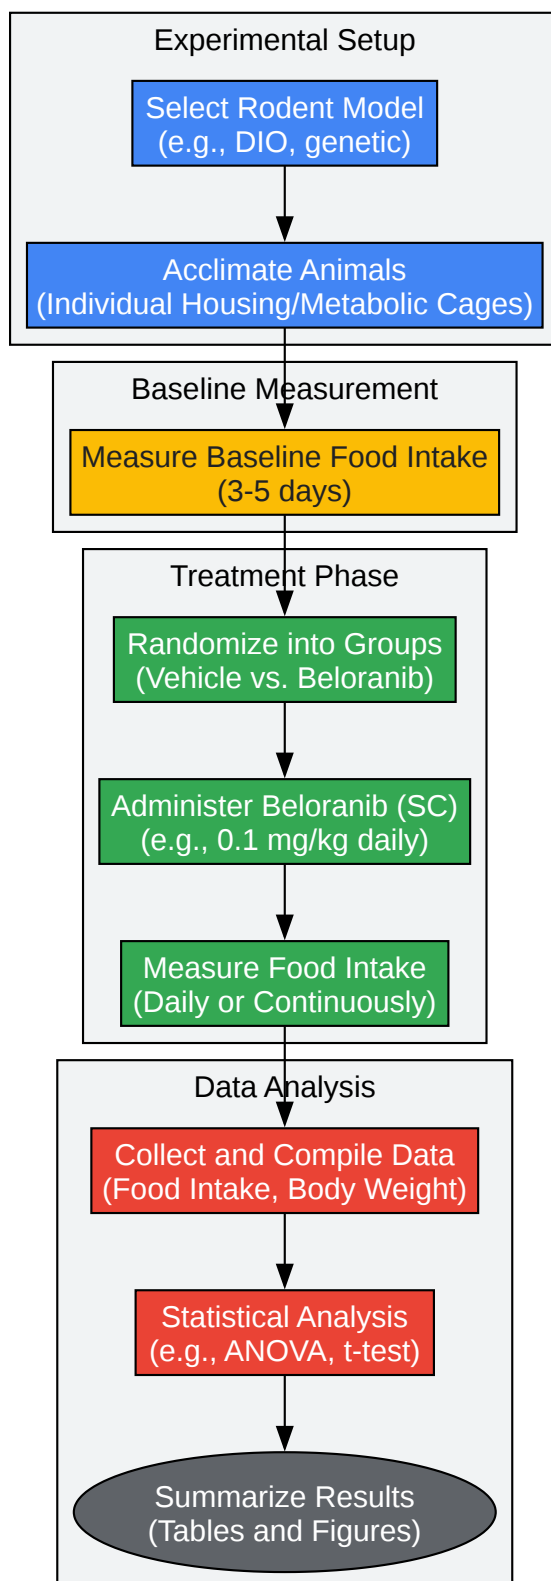 Experimental Setup
Select Rodent Model
(e.g., DIO, genetic)
Acclimate Animals
(Individual Housing/Metabolic Cages)
Baseline Measurement
Measure Baseline Food Intake
(3-5 days)
Treatment Phase
Randomize into Groups
(Vehicle vs. Beloranib)
Administer Beloranib (SC)
(e.g., 0.1 mg/kg daily)
Measure Food Intake
(Daily or Continuously)
Data Analysis
Collect and Compile Data
(Food Intake, Body Weight)
Statistical Analysis
(e.g., ANOVA, t-test)
Summarize Results
(Tables and Figures)